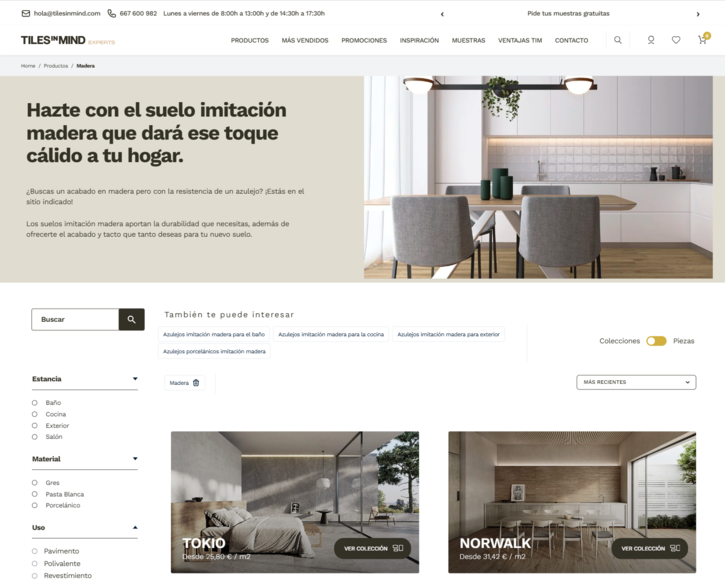 hola@tilesinmind.com 667 600 982 Lunes a viernes de 8:00h a 13:00h y de 14:30h a 17:30h Pide tus muestras gratuitas
TILES IN MIND EXPERTS PRODUCTOS MÁS VENDIDOS PROMOCIONES INSPIRACIÓN MUESTRAS VENTAJAS TIM CONTACTO 0
Home / Productos / Madera
Hazte con el suelo imitación
madera que dará ese toque
cálido a tu hogar.
¿Buscas un acabado en madera pero con la resistencia de un azulejo? ¡Estás en el
sitio indicado!
Los suelos imitación madera aportan la durabilidad que necesitas, además de
ofrecerte el acabado y tacto que tanto deseas para tu nuevo suelo.
Buscar
También te puede interesar
Azulejos imitación madera para el baño Azulejos imitación madera para la cocina Azulejos imitación madera para exterior
Azulejos porcelánicos imitación madera
Colecciones Piezas
Madera
MÁS RECIENTES
Estancia
Baño
Cocina
Exterior
Salón
Material
Gres
Pasta Blanca
Porcelánico
Uso
Pavimento
Polivalente
Revestimiento
TOKIO
Desde 25,80 € / m2
VER COLECCIÓN
NORWALK
Desde 31,42 € / m2
VER COLECCIÓN